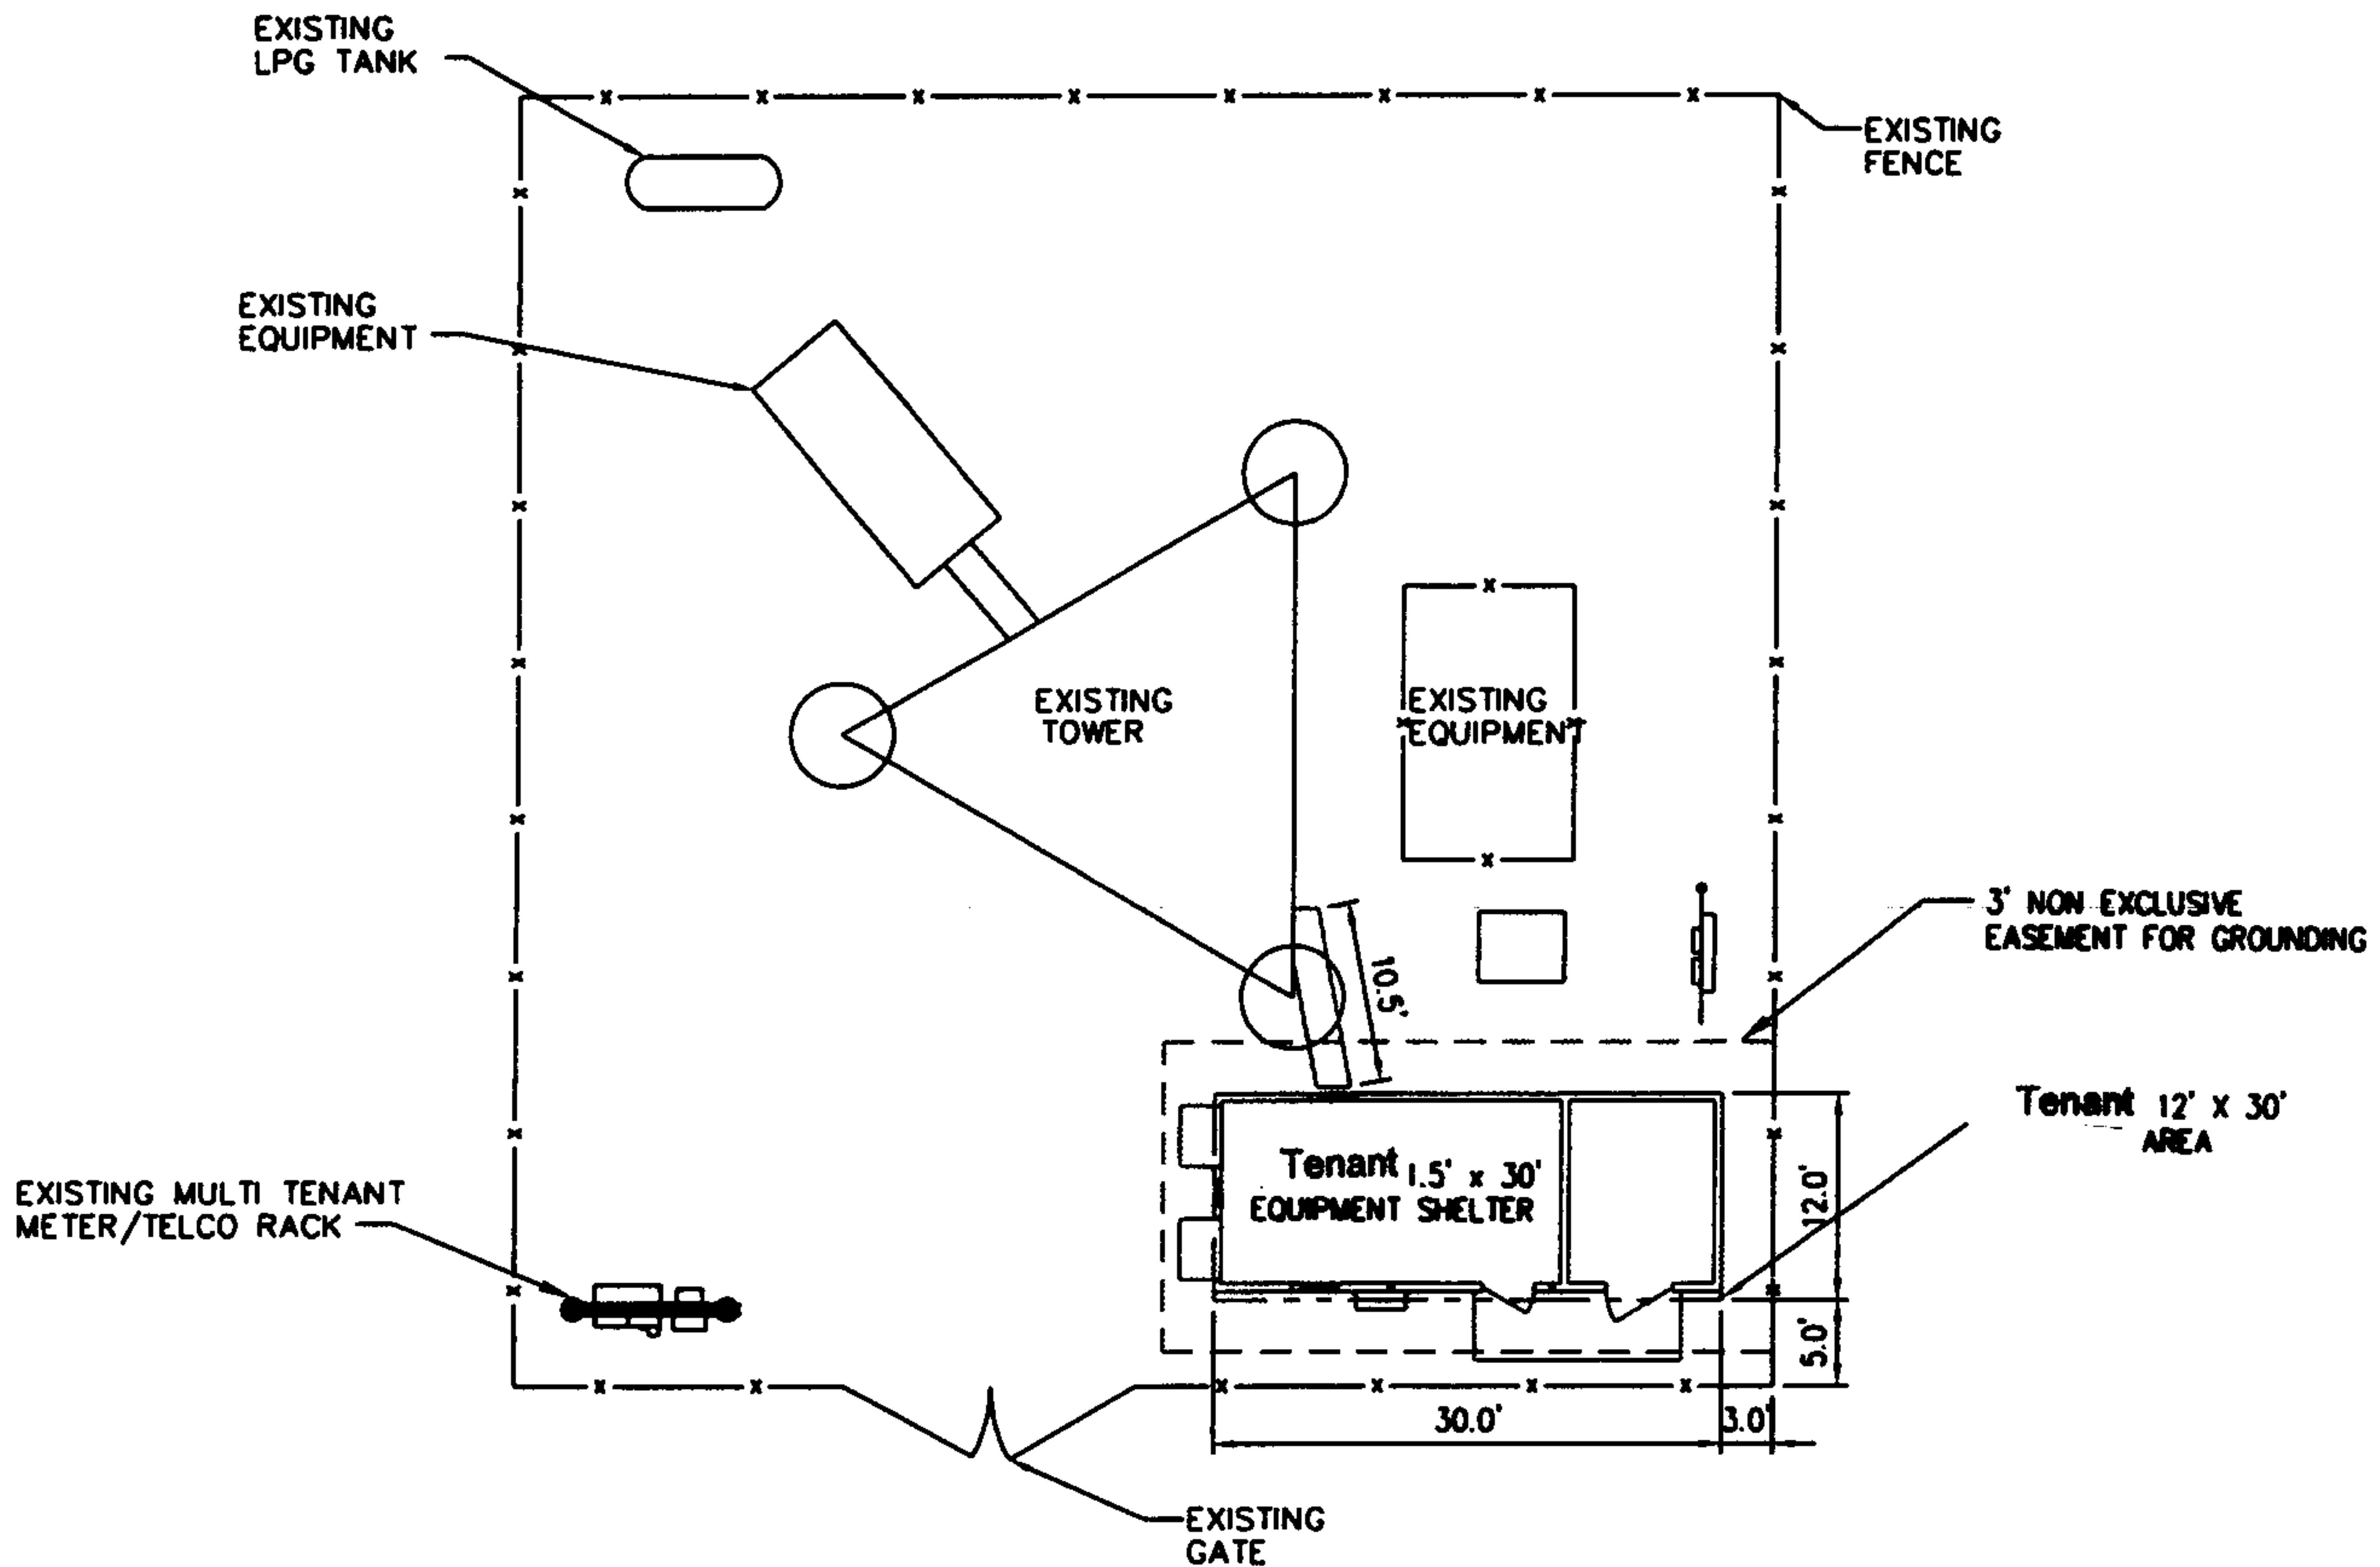 EXISTING
LPG TANK
EXISTING
FENCE
EXISTING
EQUIPMENT
EXISTING
TOWER
EXISTING
EQUIPMENT
3' NON EXCLUSIVE
EASEMENT FOR GROUNDING
10.5'
Tenant 12' X 30'
AREA
Tenant 1.5' x 30'
EQUIPMENT SHELTER
12.0'
EXISTING MULTI TENANT
METER/TELCO RACK
5.0'
30.0'
3.0'
EXISTING
GATE